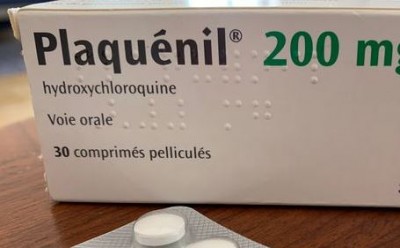 Plaquénil® 200 mg
hydroxychloroquine
Voie orale
30 comprimés pelliculés